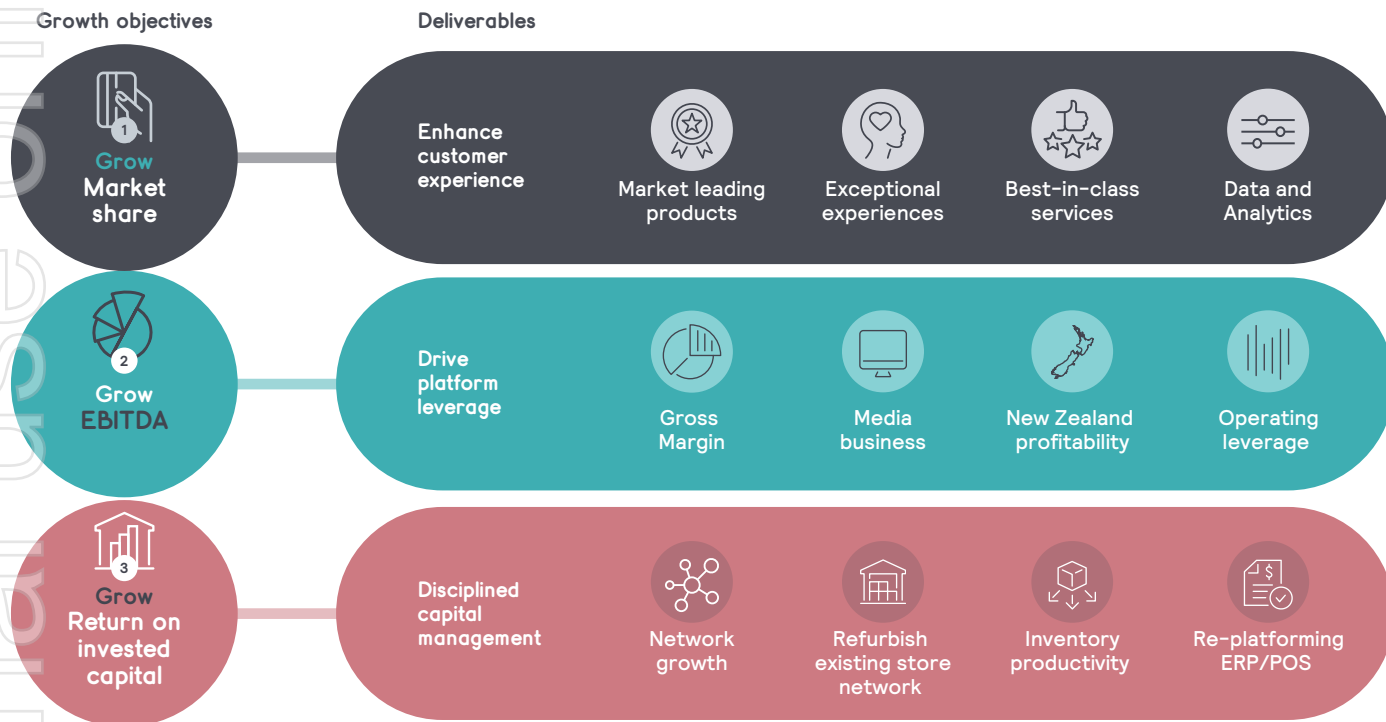 Growth objectives
Deliverables
1
Grow
Market
share
Enhance
customer
experience
Market leading
products
Exceptional
experiences
Best-in-class
services
Data and
Analytics
2
Grow
EBITDA
Drive
platform
leverage
Gross
Margin
Media
business
New Zealand
profitability
Operating
leverage
3
Grow
Return on
invested
capital
Disciplined
capital
management
Network
growth
Refurbish
existing store
network
Inventory
productivity
$
Re-platforming
ERP/POS